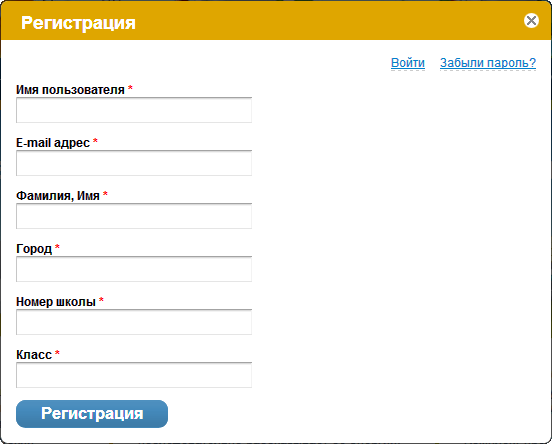 Регистрация
Войти Забыли пароль?
Имя пользователя *
E-mail адрес *
Фамилия, Имя *
Город *
Номер школы *
Класс *
Регистрация